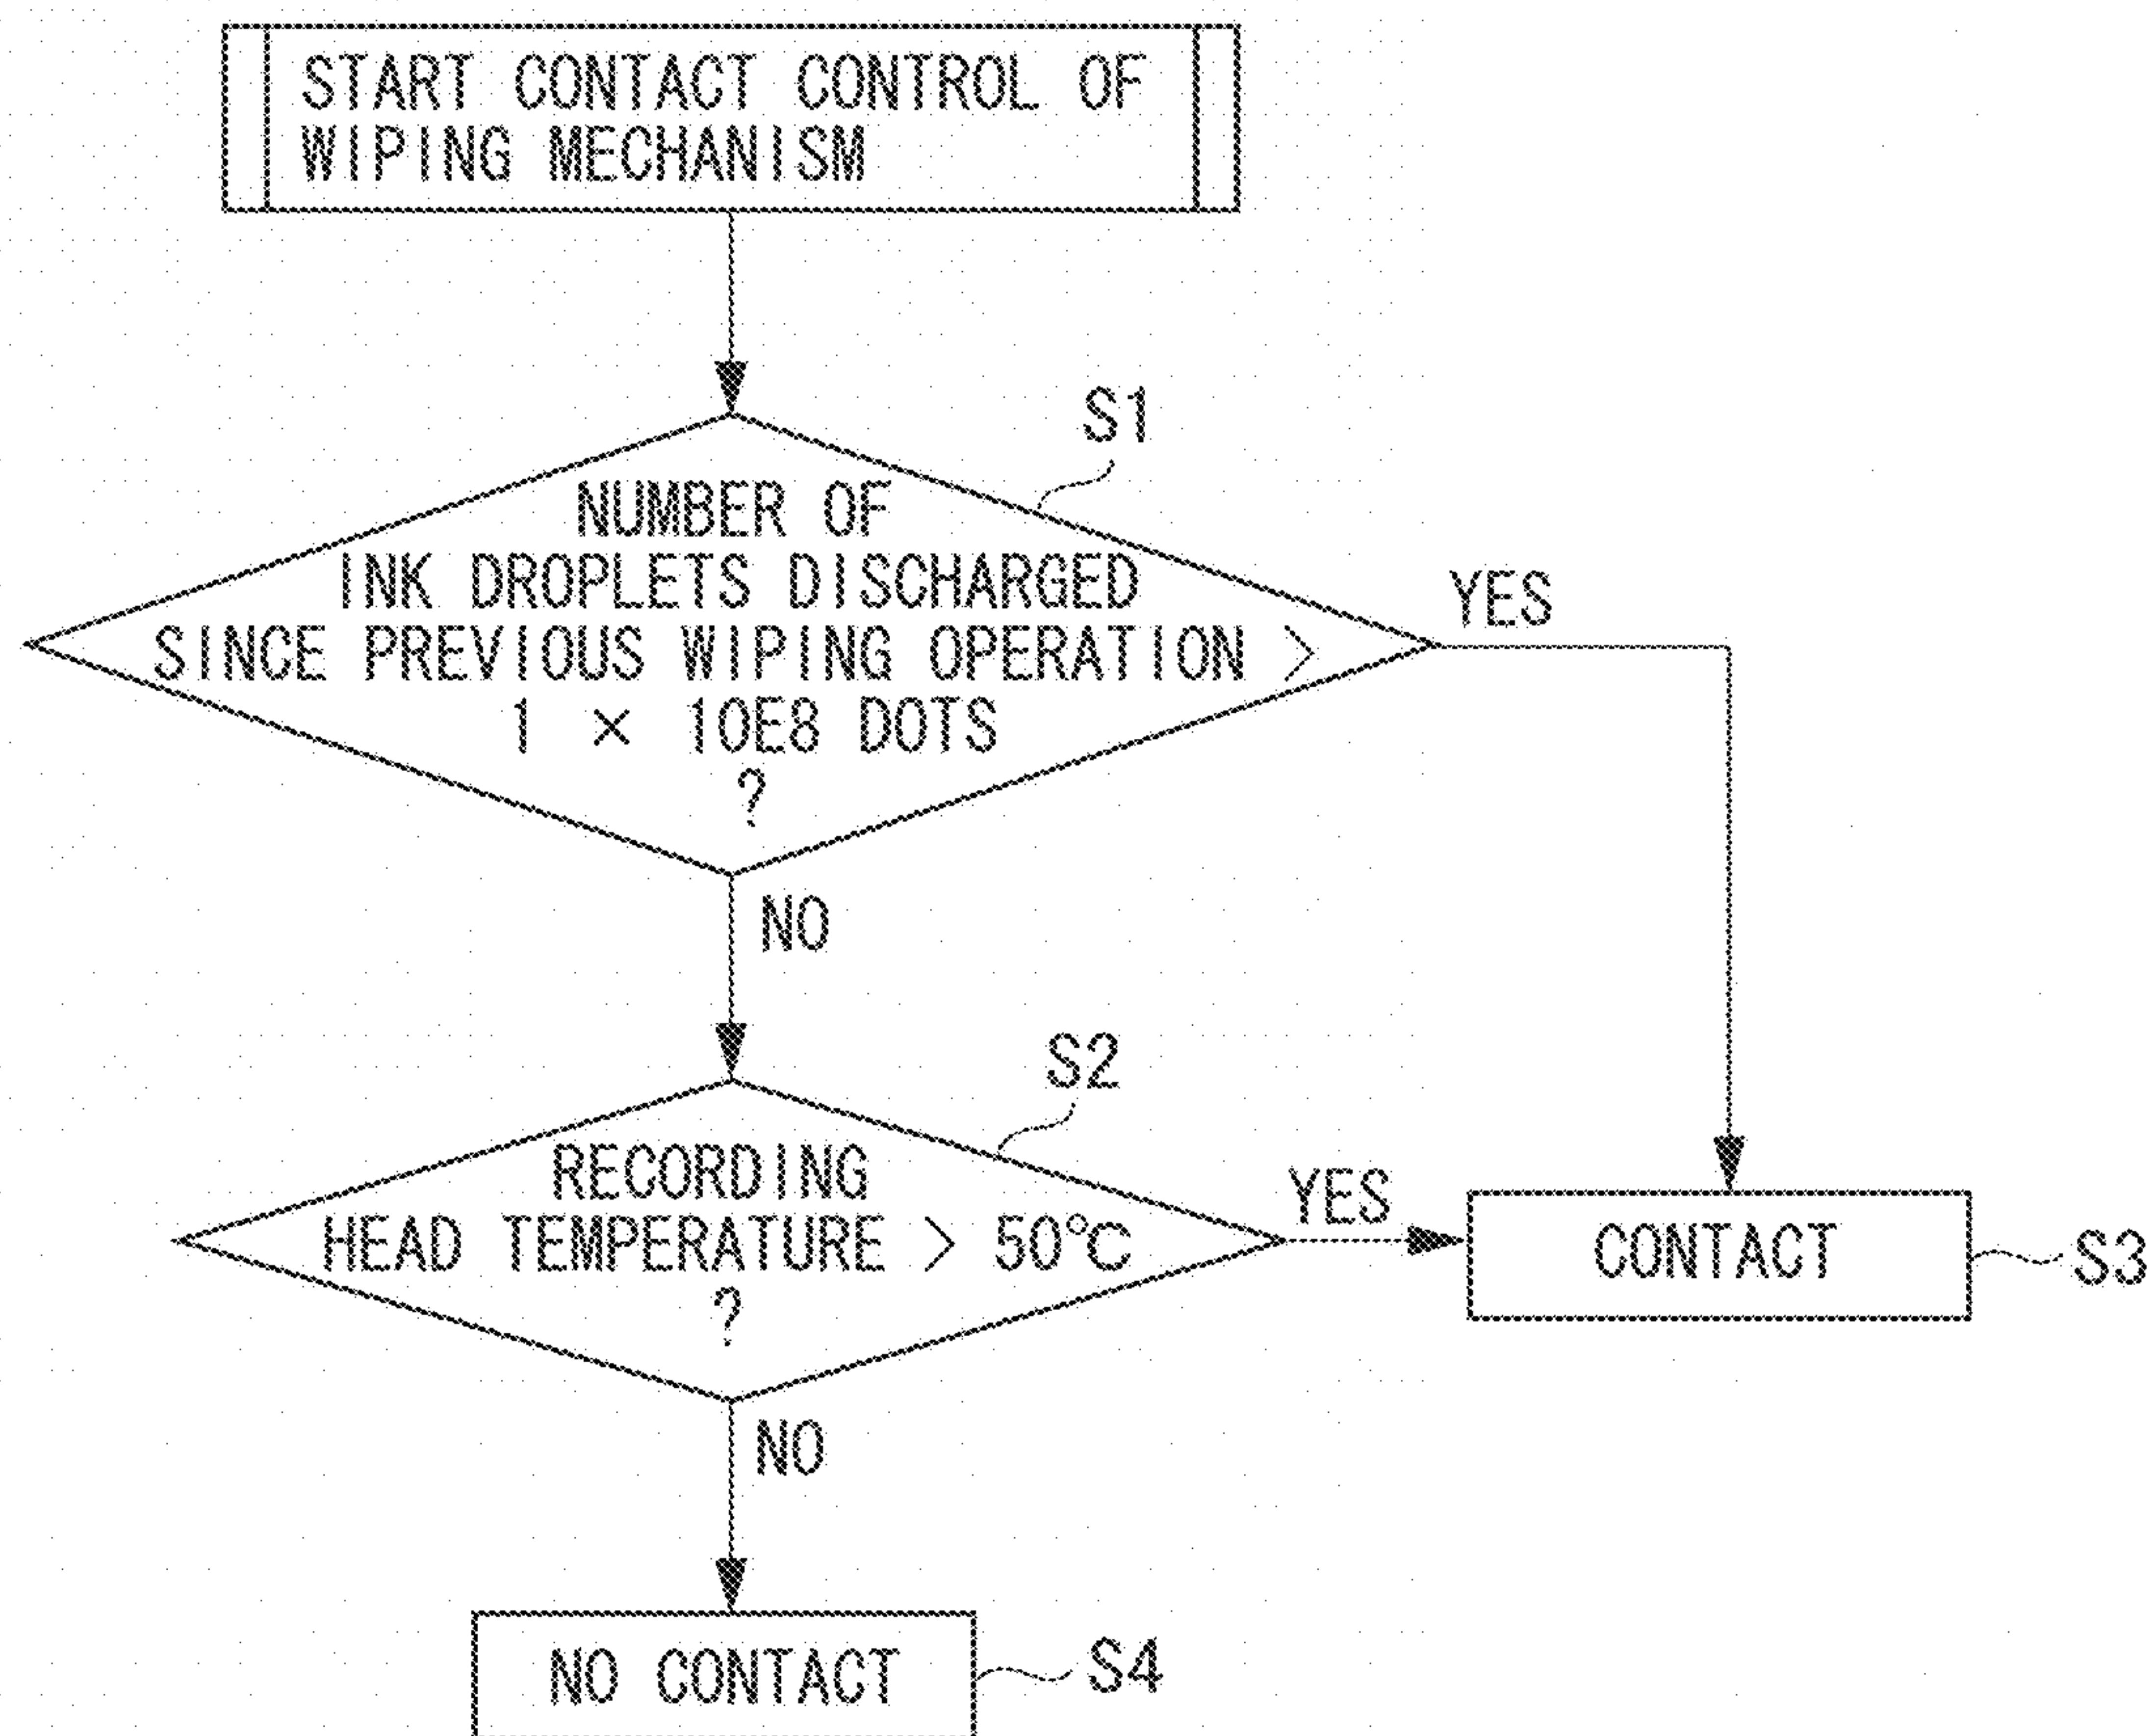 START CONTACT CONTROL OF
WIPING MECHANISM
S1
NUMBER OF
INK DROPLETS DISCHARGED
SINCE PREVIOUS WIPING OPERATION >
1 × 10E8 DOTS
?
YES
NO
S2
RECORDING
HEAD TEMPERATURE > 50°C
?
YES
CONTACT
S3
NO
NO CONTACT
S4